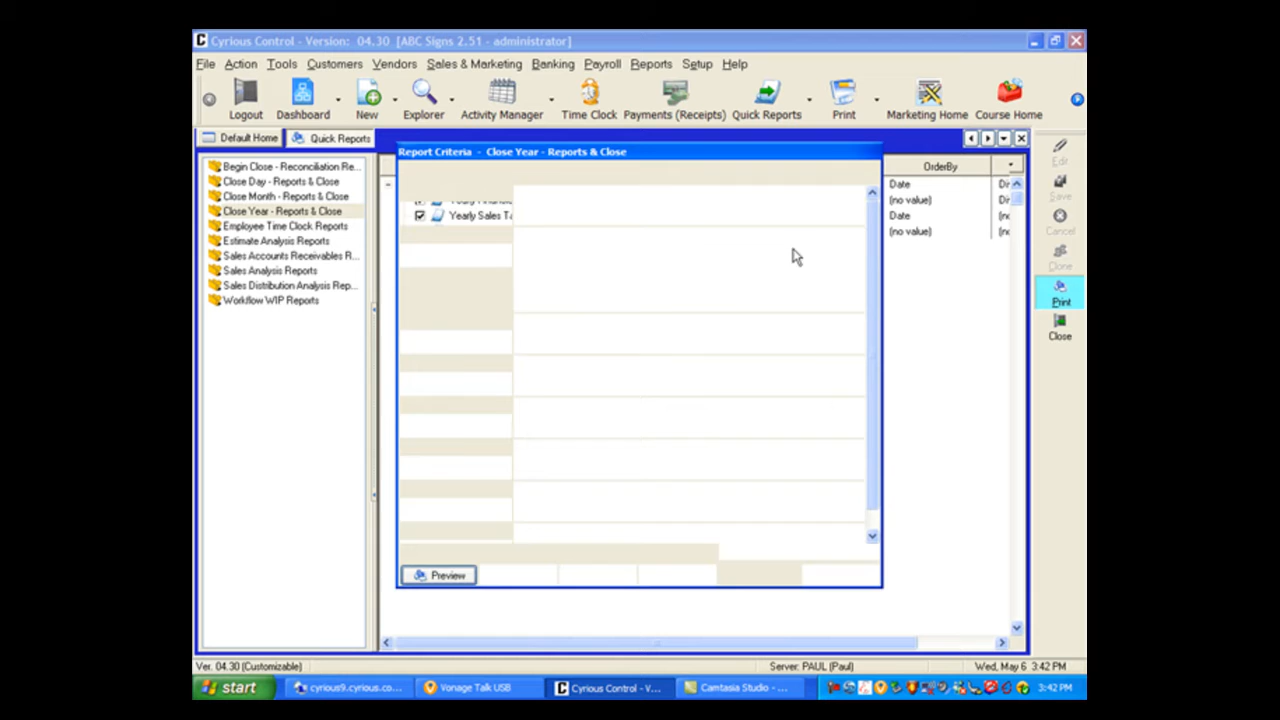 Cyrious Control - Version: 04.30 [ABC Signs 2.51 - administrator]
File Action Tools Customers Vendors Sales & Marketing Banking Payroll Reports Setup Help
Logout Dashboard New Explorer Activity Manager Time Clock Payments (Receipts) Quick Reports Print Marketing Home Course Home
Default Home Quick Reports
Begin Close - Reconciliation Re...
Close Day - Reports & Close
Close Month - Reports & Close
Close Year - Reports & Close
Employee Time Clock Reports
Estimate Analysis Reports
Sales Accounts Receivables R...
Sales Analysis Reports
Sales Distribution Analysis Rep...
Workflow WIP Reports
Report Criteria - Close Year - Reports & Close
Yearly Sales Ta
Preview
OrderBy
Date
(no value)
Date
(no value)
Edit
Save
Cancel
Clone
Print
Close
Ver. 04.30 (Customizable)
Server: PAUL (Paul)
Wed, May 6 3:42 PM
start
cyrious9.cyrious.co...
Vonage Talk USB
Cyrious Control - V...
Camtasia Studio - ...
3:42 PM